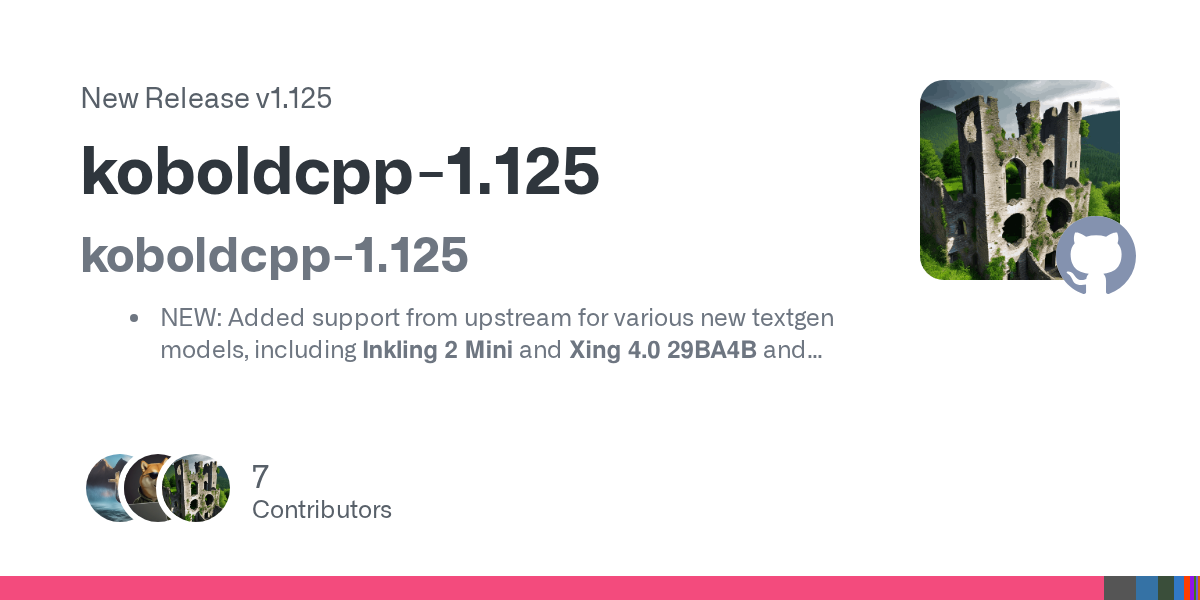 New Release v1.125
koboldcpp-1.125
koboldcpp-1.125
• NEW: Added support from upstream for various new textgen
models, including Inkling 2 Mini and Xing 4.0 29BA4B and...
7
Contributors